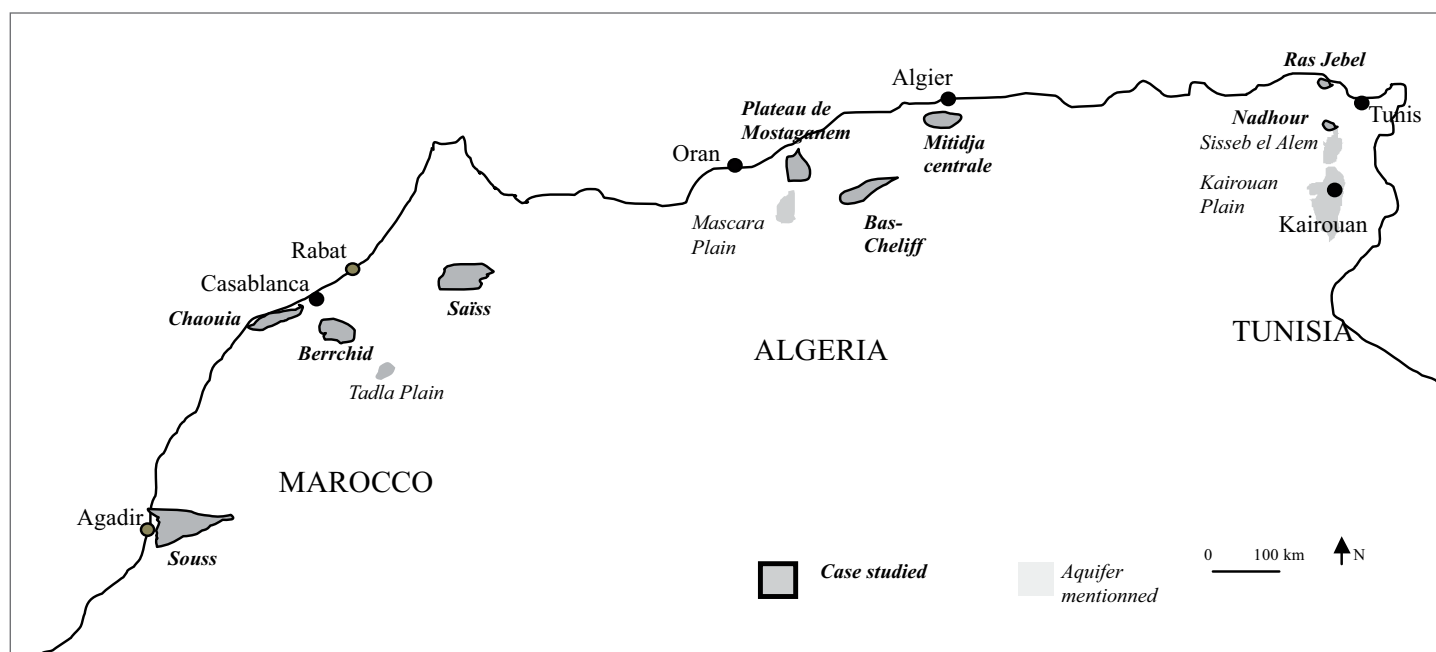 Ras Jebel
Algier
Plateau de
Mostaganem
Tunis
Nadhour
Sisseb el Alem
Oran
Mitidja
centrale
Kairouan
Plain
Mascara
Plain
Bas-
Cheliff
Kairouan
Rabat
Casablanca
Chaouia
Saïss
Berrchid
TUNISIA
ALGERIA
Tadla Plain
MAROCCO
Agadir
Souss
Case studied
Aquifer
mentionned
0 100 km
N